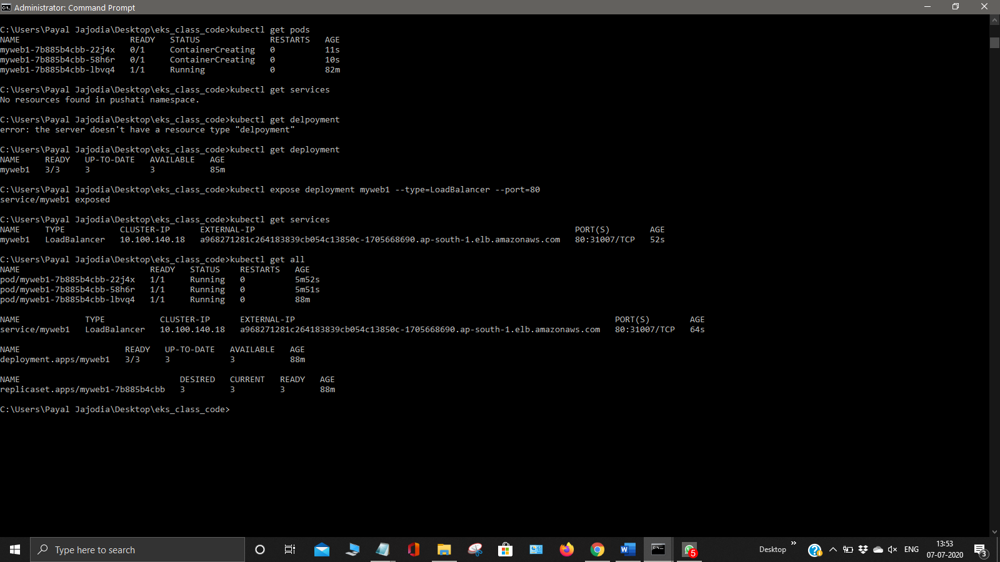 Administrator: Command Prompt
C:\Users\Payal Jajodia\Desktop\eks_class_code>kubectl get pods
NAME READY STATUS RESTARTS AGE
myweb1-7b885b4cbb-22j4x 0/1 ContainerCreating 0 11s
myweb1-7b885b4cbb-58h6r 0/1 ContainerCreating 0 10s
myweb1-7b885b4cbb-lbvq4 1/1 Running 0 82m
C:\Users\Payal Jajodia\Desktop\eks_class_code>kubectl get services
No resources found in pushati namespace.
C:\Users\Payal Jajodia\Desktop\eks_class_code>kubectl get delpoyment
error: the server doesn't have a resource type "delpoyment"
C:\Users\Payal Jajodia\Desktop\eks_class_code>kubectl get deployment
NAME READY UP-TO-DATE AVAILABLE AGE
myweb1 3/3 3 3 85m
C:\Users\Payal Jajodia\Desktop\eks_class_code>kubectl expose deployment myweb1 --type=LoadBalancer --port=80
service/myweb1 exposed
C:\Users\Payal Jajodia\Desktop\eks_class_code>kubectl get services
NAME TYPE CLUSTER-IP EXTERNAL-IP PORT(S) AGE
myweb1 LoadBalancer 10.100.140.18 a968271281c264183839cb054c13850c-1705668690.ap-south-1.elb.amazonaws.com 80:31007/TCP 52s
C:\Users\Payal Jajodia\Desktop\eks_class_code>kubectl get all
NAME READY STATUS RESTARTS AGE
pod/myweb1-7b885b4cbb-22j4x 1/1 Running 0 5m52s
pod/myweb1-7b885b4cbb-58h6r 1/1 Running 0 5m51s
pod/myweb1-7b885b4cbb-lbvq4 1/1 Running 0 88m
NAME TYPE CLUSTER-IP EXTERNAL-IP PORT(S) AGE
service/myweb1 LoadBalancer 10.100.140.18 a968271281c264183839cb054c13850c-1705668690.ap-south-1.elb.amazonaws.com 80:31007/TCP 64s
NAME READY UP-TO-DATE AVAILABLE AGE
deployment.apps/myweb1 3/3 3 3 88m
NAME DESIRED CURRENT READY AGE
replicaset.apps/myweb1-7b885b4cbb 3 3 3 88m
C:\Users\Payal Jajodia\Desktop\eks_class_code>
Type here to search
5
Desktop
ENG
13:53
07-07-2020
3